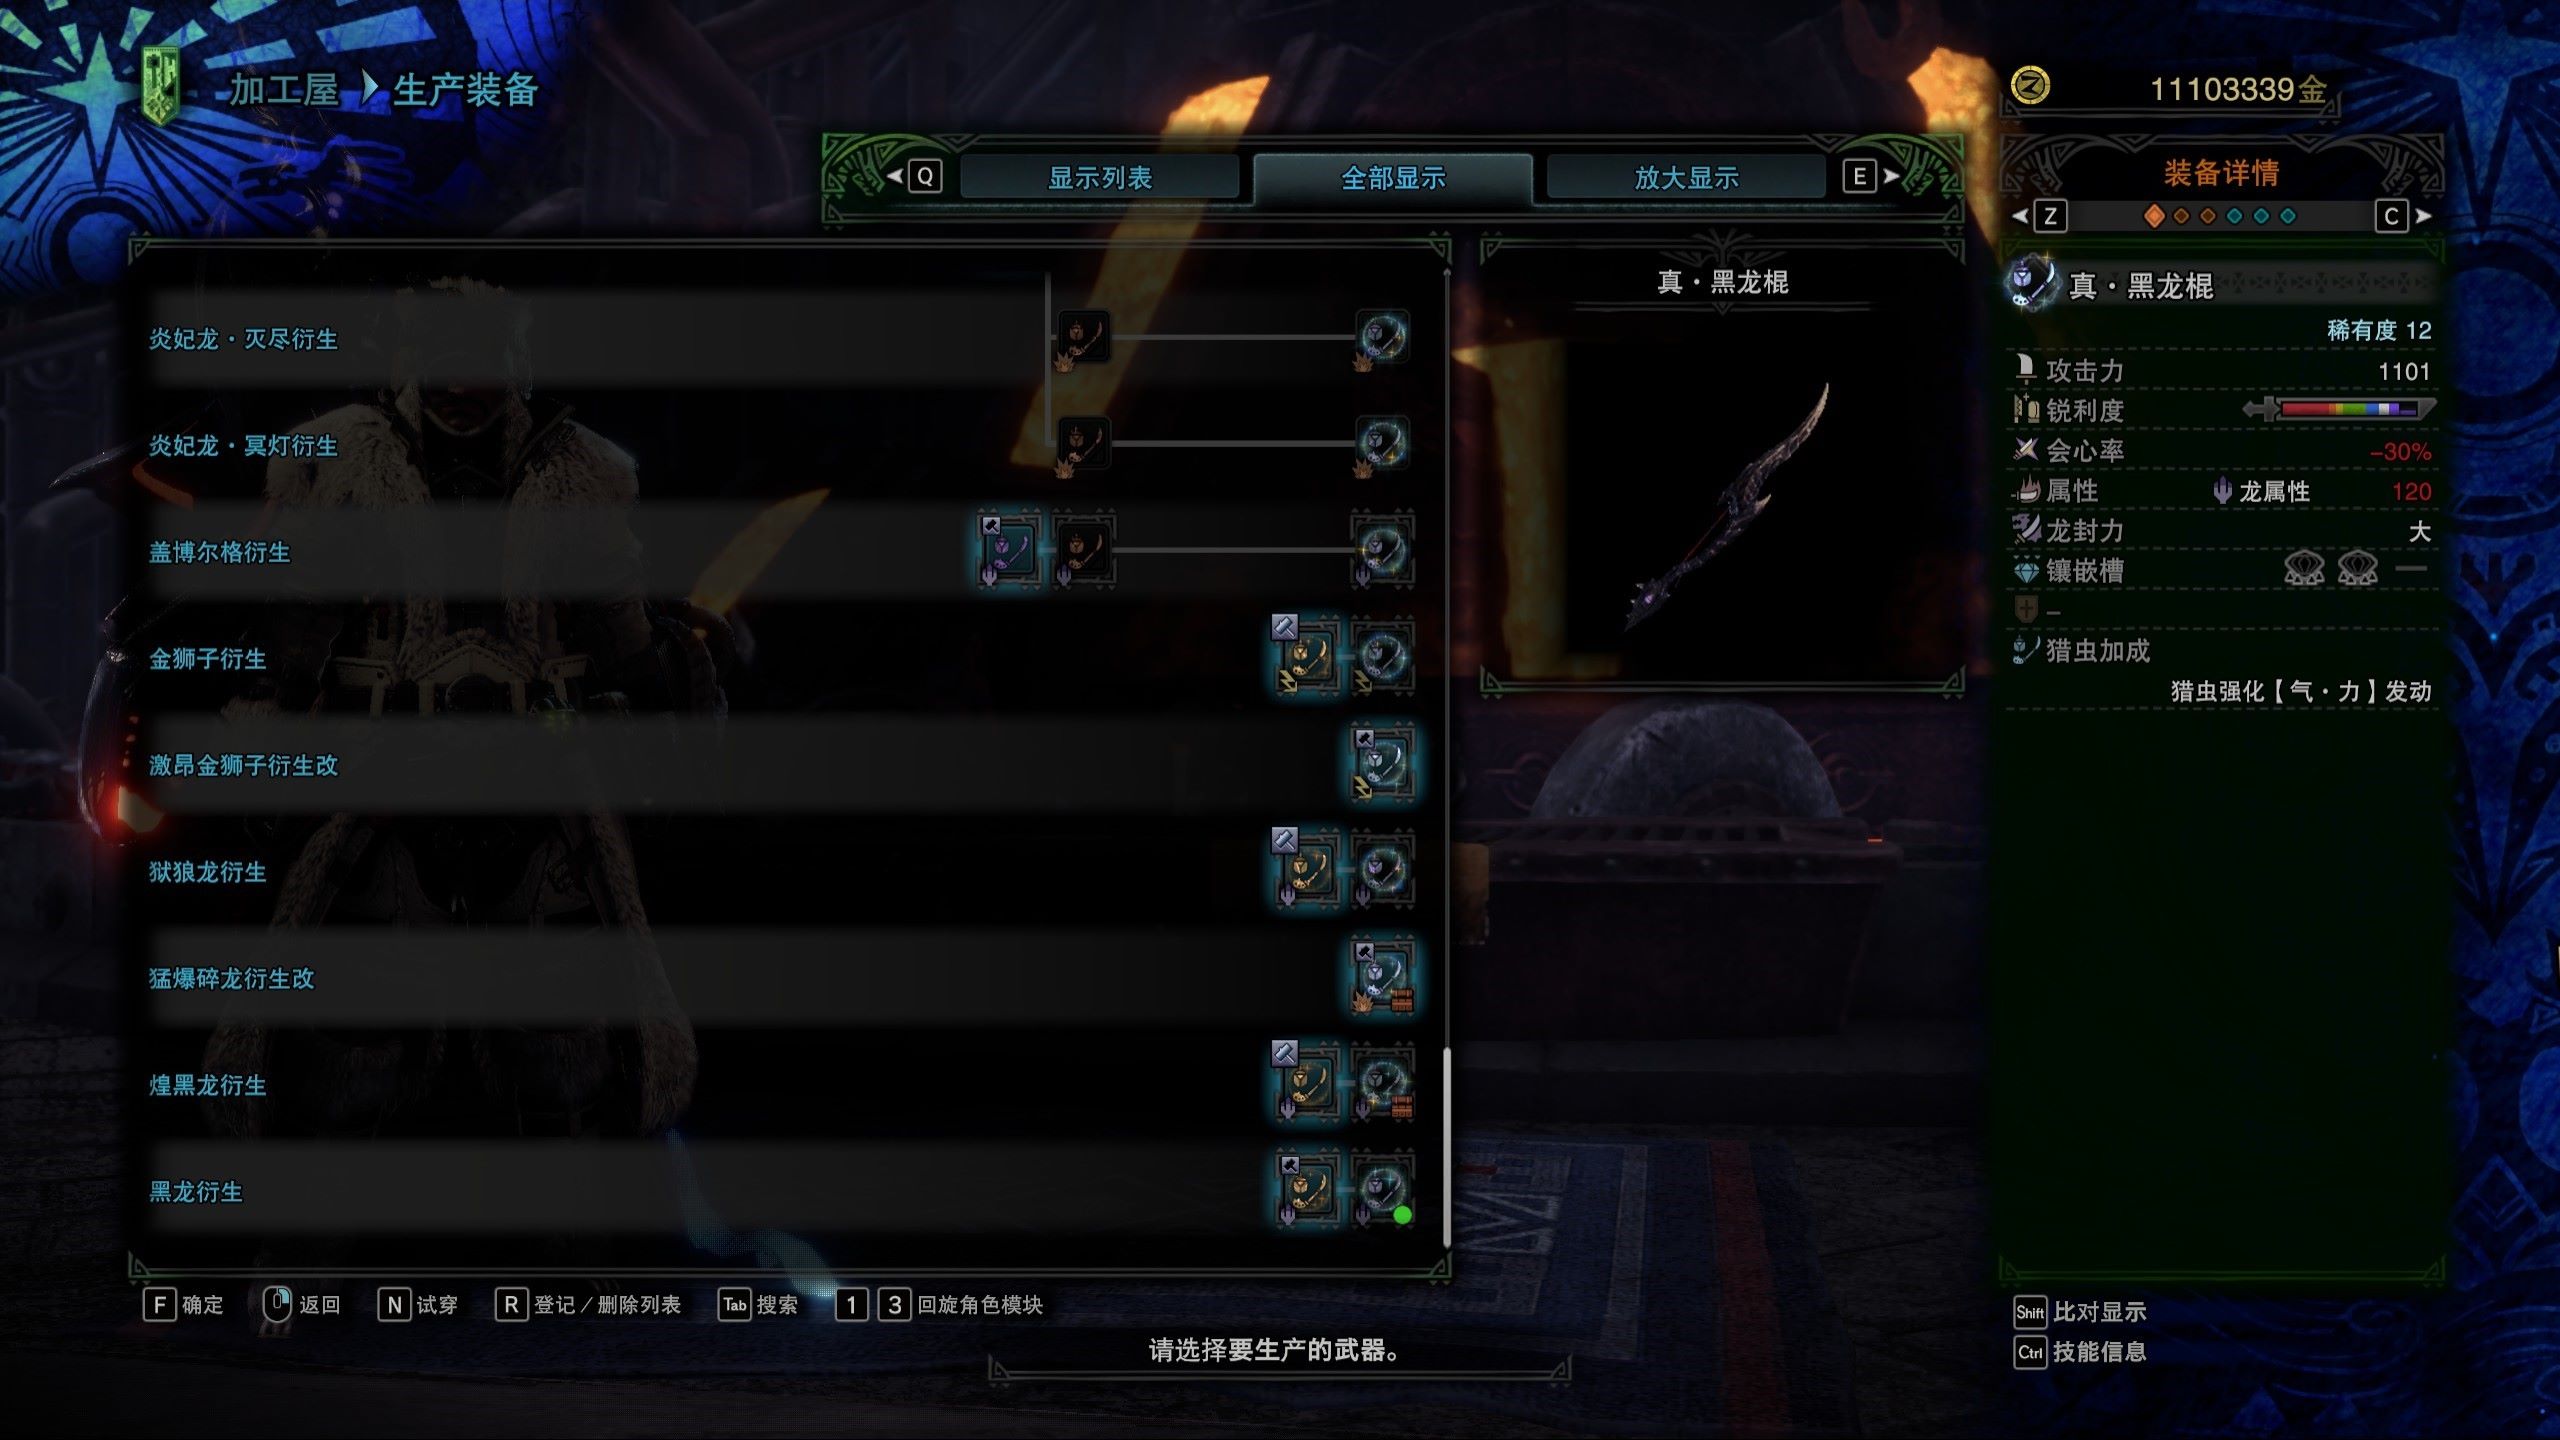 加工屋 生产装备
11103339金
Q 显示列表 全部显示 放大显示 E
装备详情
Z C
炎妃龙・灭尽衍生
炎妃龙・冥灯衍生
盖博尔格衍生
金狮子衍生
激昂金狮子衍生改
狱狼龙衍生
猛爆碎龙衍生改
煌黑龙衍生
黑龙衍生
真・黑龙棍
真・黑龙棍
稀有度 12
攻击力 1101
锐利度
会心率 -30%
属性 龙属性 120
龙封力 大
镶嵌槽 —
–
猎虫加成
猎虫强化【气・力】发动
F 确定 返回 N 试穿 R 登记／删除列表 Tab 搜索 1 3 回旋角色模块
Shift 比对显示
Ctrl 技能信息
请选择要生产的武器。